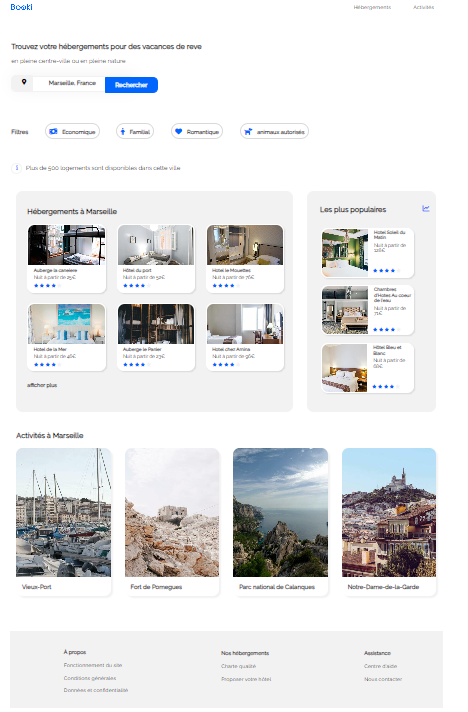 Booki
Hébergements
Activités
Trouvez votre hébergements pour des vacances de reve
en pleine centre-ville ou en pleine nature
Marseille, France
Rechercher
Filtres
Économique
Familial
Romantique
animaux autorisés
Plus de 500 logements sont disponibles dans cette ville
Hébergements à Marseille
Auberge la caneiere
Nuit à partir de 25€
Hôtel du port
Nuit à partir de 52€
Hotel le Mouettes
Nuit à partir de 76€
Hotel de la Mer
Nuit à partir de 46€
Auberge le Panier
Nuit à partir de 23€
Hotel chez Amina
Nuit à partir de 96€
afficher plus
Les plus populaires
Hotel Soleil du
Matin
Nuit à partir de
128€
Chambres
d'Hotes Au coeur
de l'eau
Nuit à partir de
71€
Hôtel Bleu et
Blanc
Nuit à partir de
68€
Activités à Marseille
Vieux-Port
Fort de Pomegues
Parc national de Calanques
Notre-Dame-de-la-Garde
À propos
Fonctionnement du site
Conditions générales
Données et confidentialité
Nos hébergements
Charte qualité
Proposer votre hôtel
Assistance
Centre d'aide
Nous contacter